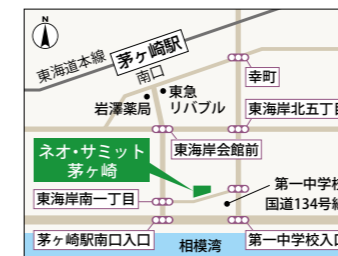 N
茅ヶ崎駅
東海道本線
南口
幸町
東急
リバブル
岩澤薬局
東海岸北五丁目
ネオ・サミット
茅ヶ崎
東海岸会館前
第一中学校
東海岸南一丁目
国道134号線
茅ヶ崎駅南口入口
相模湾
第一中学校入口